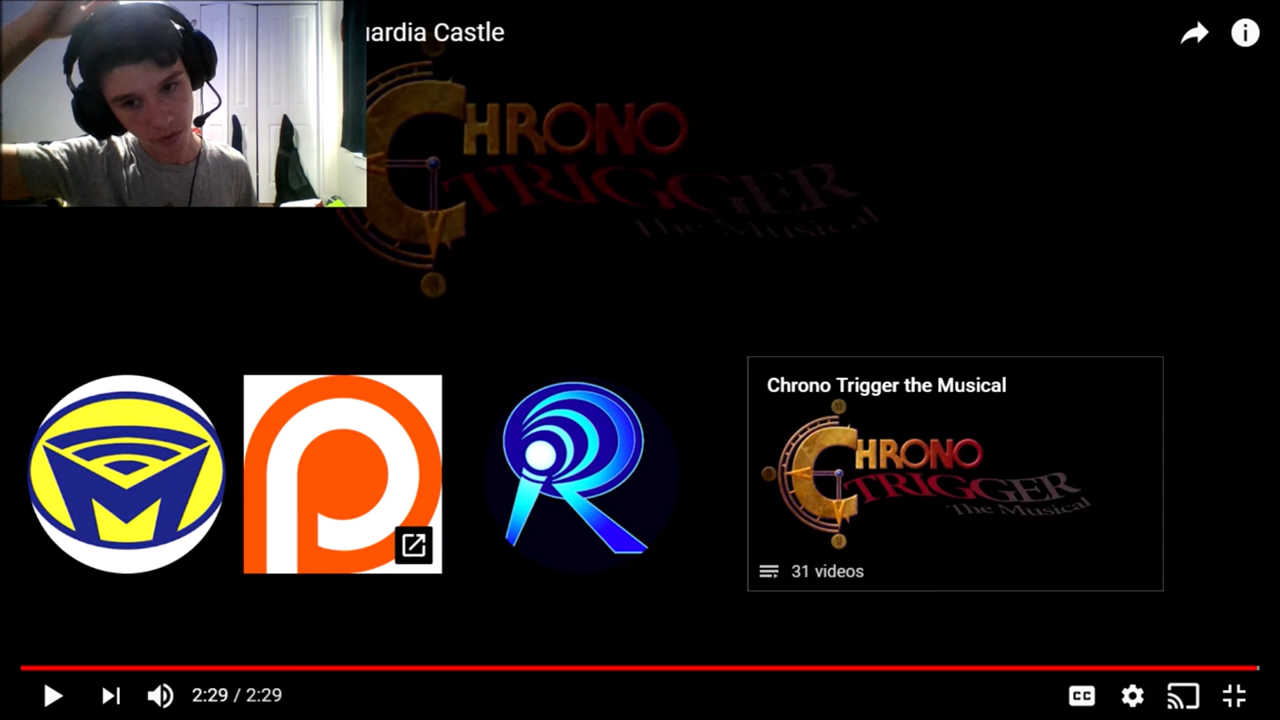 uardia Castle
CHRONO
TRIGGER
The Musical
Chrono Trigger the Musical
CHRONO
TRIGGER
The Musical
31 videos
2:29 / 2:29
CC